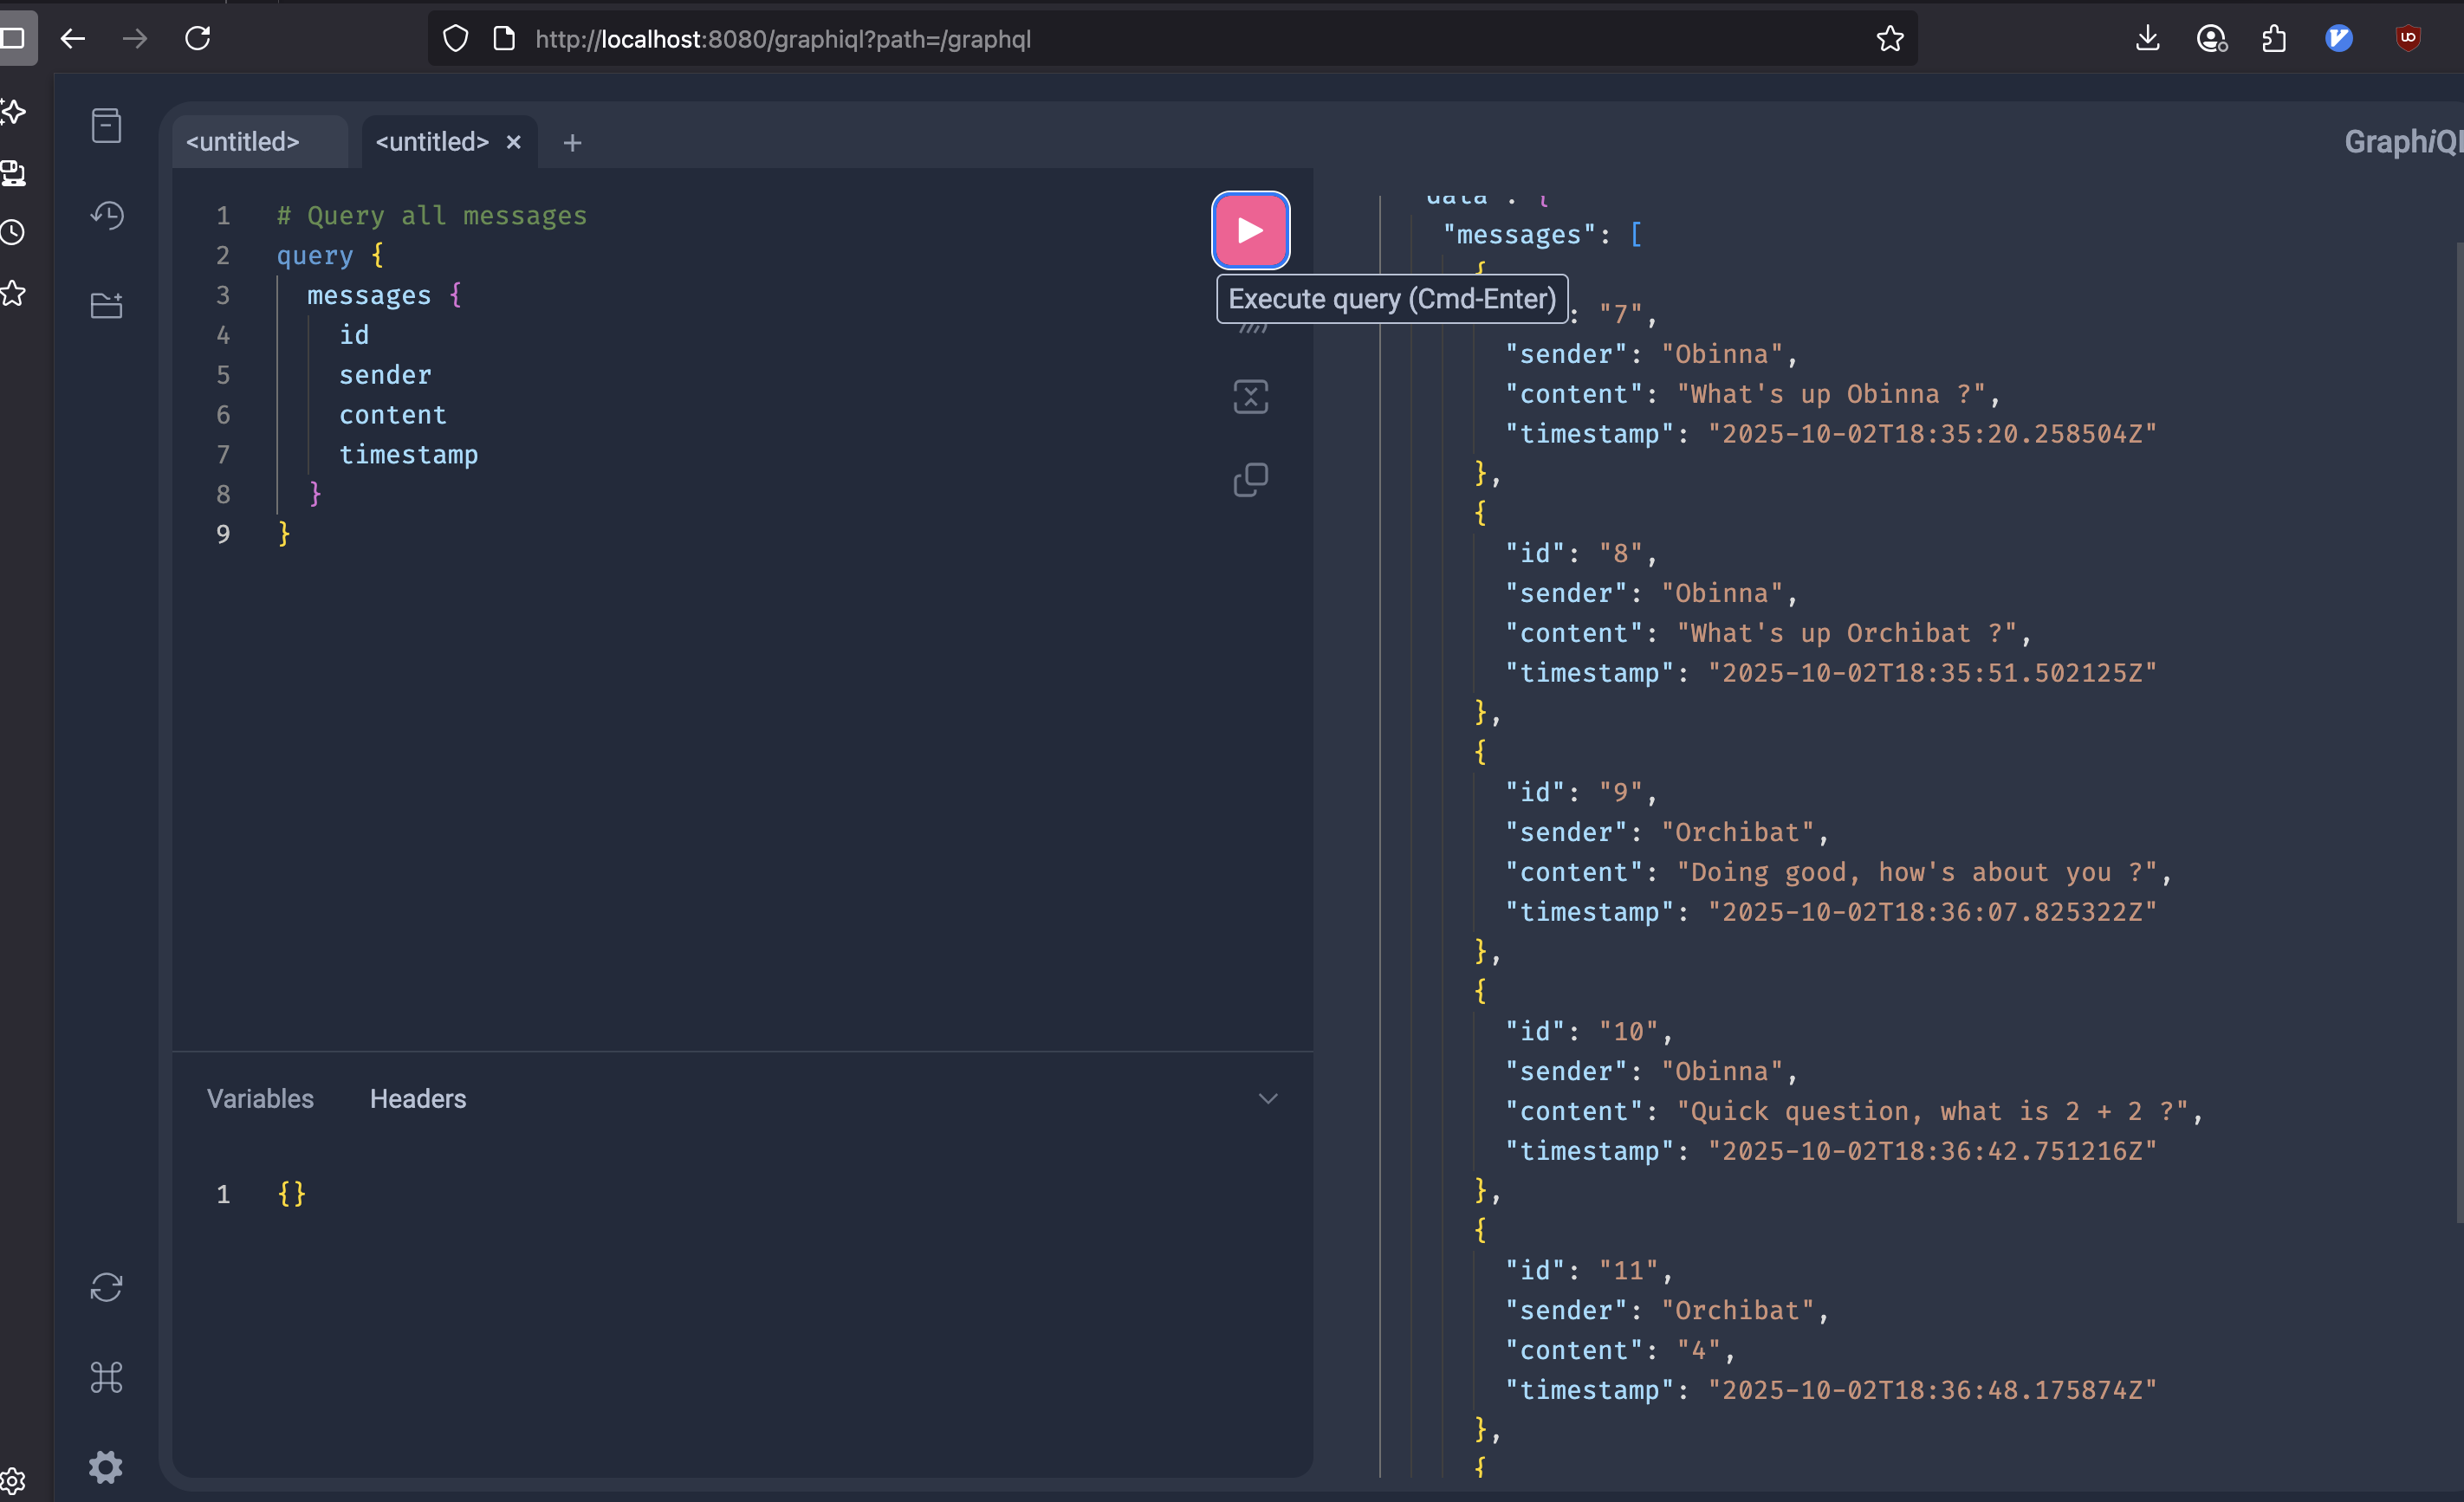 http://localhost:8080/graphiql?path=/graphql
<untitled>
<untitled>
GraphiQL
1 # Query all messages
2 query {
3 messages {
4 id
5 sender
6 content
7 timestamp
8 }
9 }
Execute query (Cmd-Enter)
Variables
Headers
1 {}
data : {
"messages": [
{
: "7",
"sender": "Obinna",
"content": "What's up Obinna ?",
"timestamp": "2025-10-02T18:35:20.258504Z"
},
{
"id": "8",
"sender": "Obinna",
"content": "What's up Orchibat ?",
"timestamp": "2025-10-02T18:35:51.502125Z"
},
{
"id": "9",
"sender": "Orchibat",
"content": "Doing good, how's about you ?",
"timestamp": "2025-10-02T18:36:07.825322Z"
},
{
"id": "10",
"sender": "Obinna",
"content": "Quick question, what is 2 + 2 ?",
"timestamp": "2025-10-02T18:36:42.751216Z"
},
{
"id": "11",
"sender": "Orchibat",
"content": "4",
"timestamp": "2025-10-02T18:36:48.175874Z"
},
{